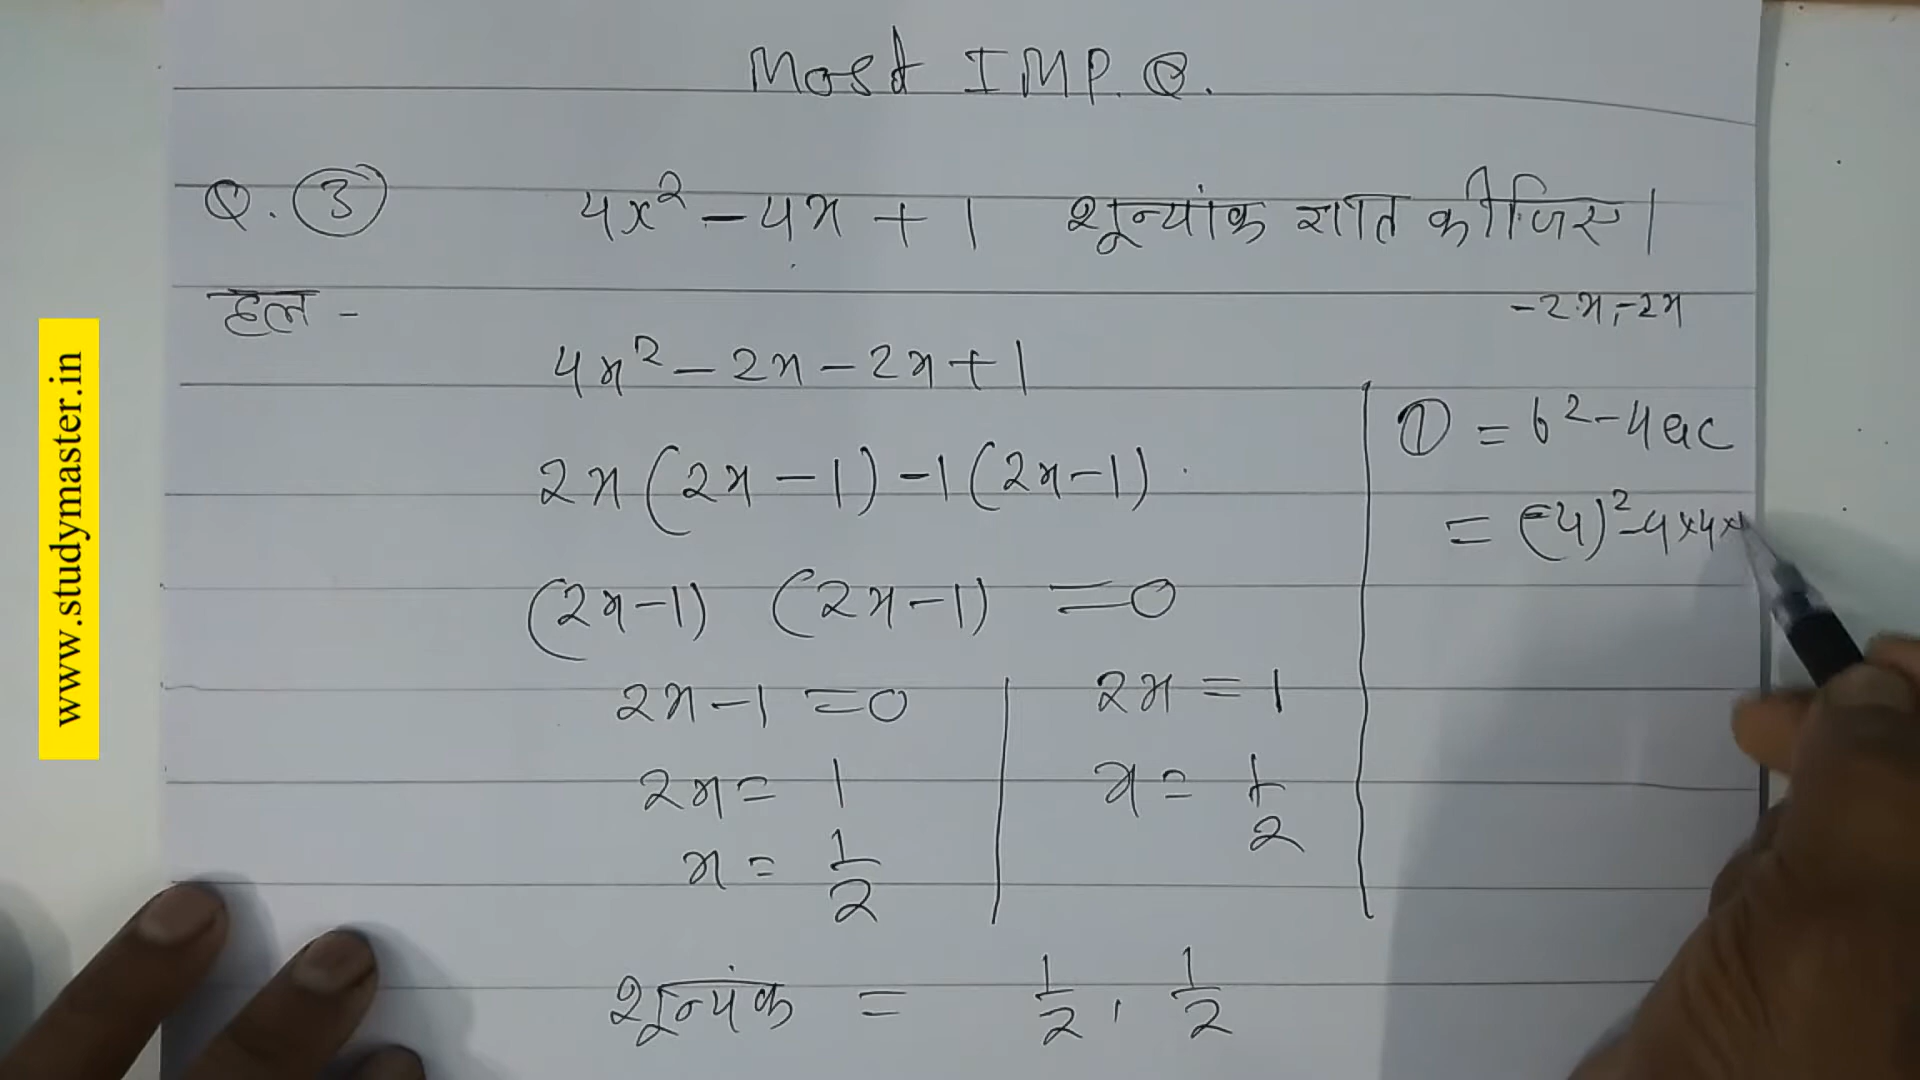 Most IMP. Q.
Q. ③ 4x² - 4x + 1 शून्यांक ज्ञात कीजिए।
हल -
-2x, -2x
4x² - 2x - 2x + 1
2x (2x - 1) - 1 (2x - 1)
(2x - 1) (2x - 1) = 0
2x - 1 = 0
2x = 1
x = 1/2
2x = 1
x = 1/2
शून्यंक = 1/2, 1/2
D = b² - 4ac
= (-4)² - 4 × 4 ×
www.studymaster.in